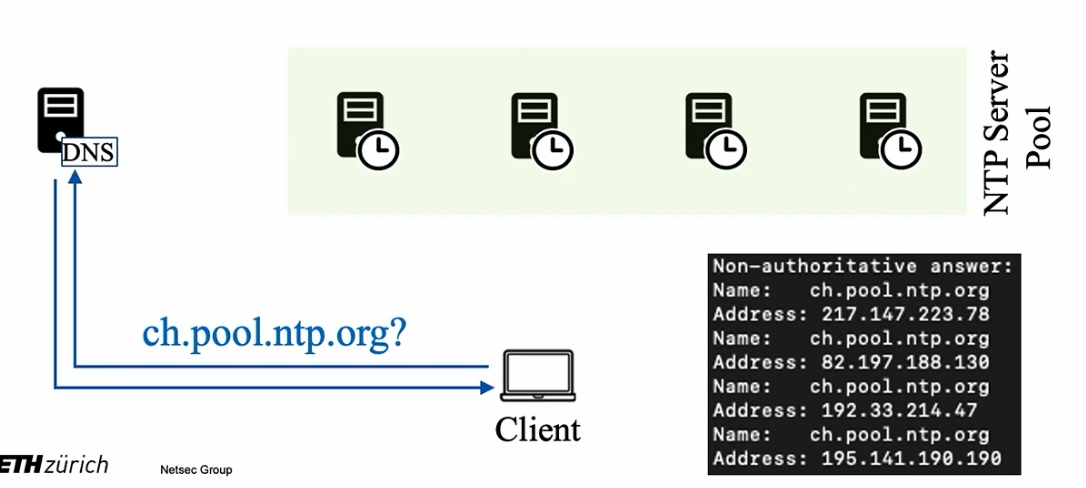 DNS
NTP Server
Pool
ch.pool.ntp.org?
Client
Non-authoritative answer:
Name: ch.pool.ntp.org
Address: 217.147.223.78
Name: ch.pool.ntp.org
Address: 82.197.188.130
Name: ch.pool.ntp.org
Address: 192.33.214.47
Name: ch.pool.ntp.org
Address: 195.141.190.190
ETH zürich
Netsec Group